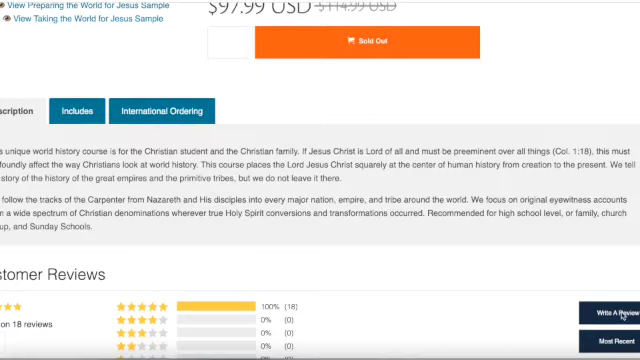 View Preparing the World for Jesus Sample
View Taking the World for Jesus Sample
$97.99 USD $114.99 USD
Sold Out
scription
Includes
International Ordering
s unique world history course is for the Christian student and the Christian family. If Jesus Christ is Lord of all and must be preeminent over all things (Col. 1:18), this must
foundly affect the way Christians look at world history. This course places the Lord Jesus Christ squarely at the center of human history from creation to the present. We tell
story of the history of the great empires and the primitive tribes, but we do not leave it there.
follow the tracks of the Carpenter from Nazareth and His disciples into every major nation, empire, and tribe around the world. We focus on original eyewitness accounts
m a wide spectrum of Christian denominations wherever true Holy Spirit conversions and transformations occurred. Recommended for high school level, or family, church
up, and Sunday Schools.
stomer Reviews
on 18 reviews
100% (18)
0% (0)
0% (0)
0% (0)
Write A Review
Most Recent